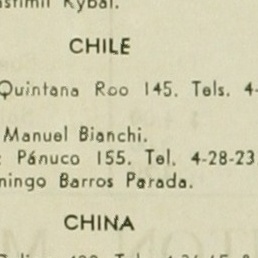 Kybal.
CHILE
Quintana Roo 145. Tels. 4-
Manuel Bianchi.
Pánuco 155. Tel. 4-28-23
mingo Barros Parada.
CHINA